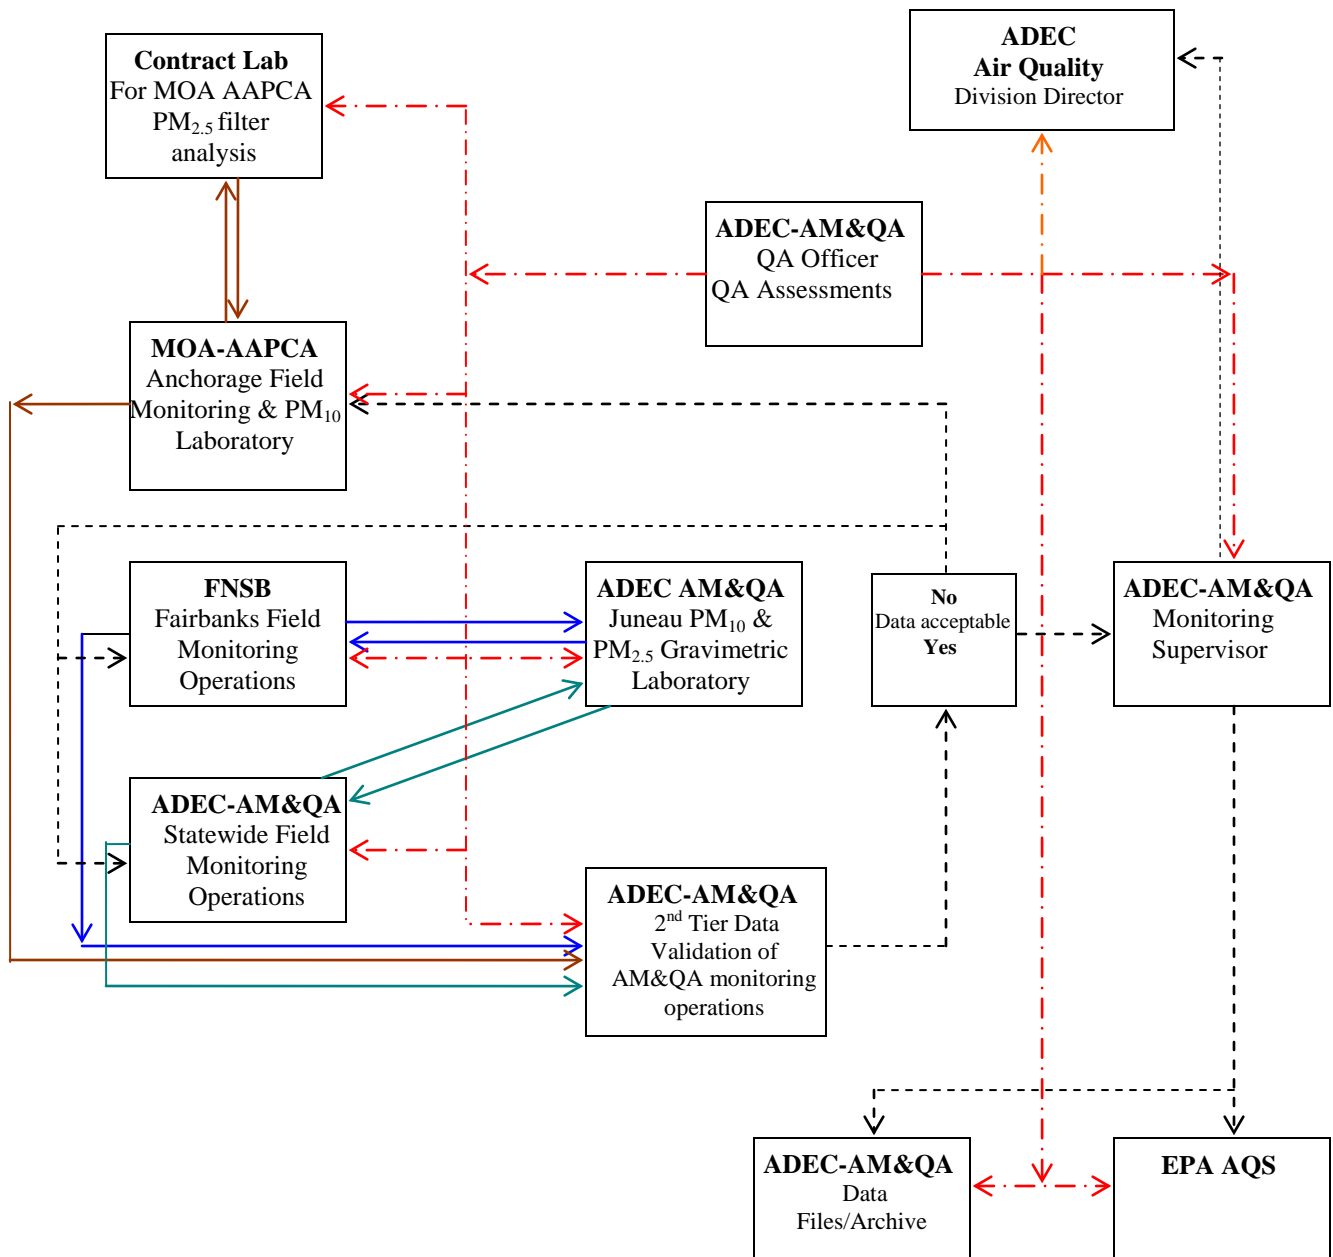 Contract Lab
For MOA AAPCA
PM2.5 filter
analysis
ADEC
Air Quality
Division Director
ADEC-AM&QA
QA Officer
QA Assessments
MOA-AAPCA
Anchorage Field
Monitoring & PM10
Laboratory
FNSB
Fairbanks Field
Monitoring
Operations
ADEC AM&QA
Juneau PM10 &
PM2.5 Gravimetric
Laboratory
No
Data acceptable
Yes
ADEC-AM&QA
Monitoring
Supervisor
ADEC-AM&QA
Statewide Field
Monitoring
Operations
ADEC-AM&QA
2nd Tier Data
Validation of
AM&QA monitoring
operations
ADEC-AM&QA
Data
Files/Archive
EPA AQS